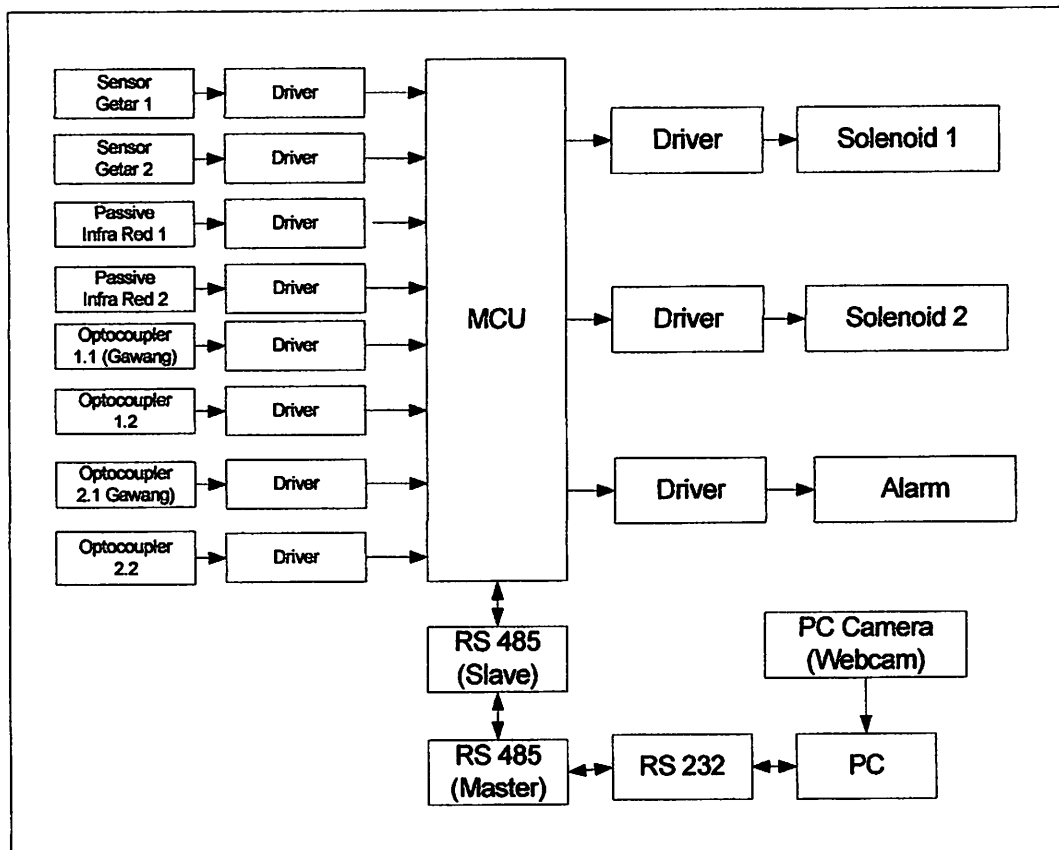 Sensor
Getar 1
Driver
Sensor
Getar 2
Driver
Passive
Infra Red 1
Driver
Passive
Infra Red 2
Driver
Optocoupler
1.1 (Gawang)
Driver
Optocoupler
1.2
Driver
Optocoupler
2.1 Gawang)
Driver
Optocoupler
2.2
Driver
MCU
Driver
Solenoid 1
Driver
Solenoid 2
Driver
Alarm
RS 485
(Slave)
RS 485
(Master)
RS 232
PC
PC Camera
(Webcam)